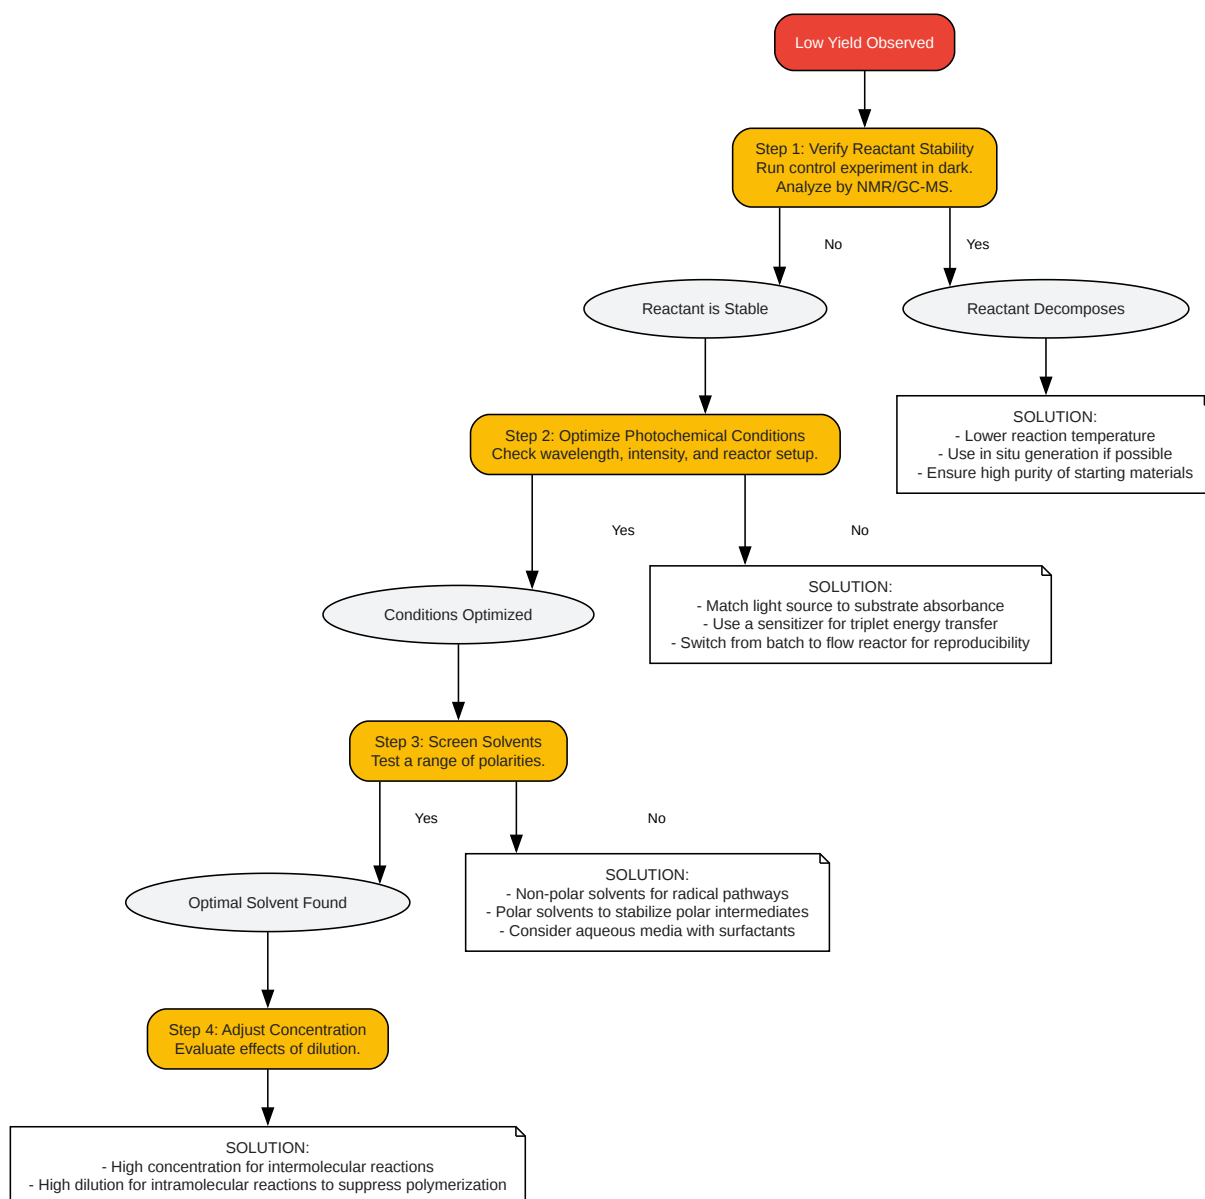 Low Yield Observed
Step 1: Verify Reactant Stability
Run control experiment in dark.
Analyze by NMR/GC-MS.
No
Yes
Reactant is Stable
Reactant Decomposes
SOLUTION:
- Lower reaction temperature
- Use in situ generation if possible
- Ensure high purity of starting materials
Step 2: Optimize Photochemical Conditions
Check wavelength, intensity, and reactor setup.
Yes
No
Conditions Optimized
SOLUTION:
- Match light source to substrate absorbance
- Use a sensitizer for triplet energy transfer
- Switch from batch to flow reactor for reproducibility
Step 3: Screen Solvents
Test a range of polarities.
Yes
No
Optimal Solvent Found
SOLUTION:
- Non-polar solvents for radical pathways
- Polar solvents to stabilize polar intermediates
- Consider aqueous media with surfactants
Step 4: Adjust Concentration
Evaluate effects of dilution.
SOLUTION:
- High concentration for intermolecular reactions
- High dilution for intramolecular reactions to suppress polymerization